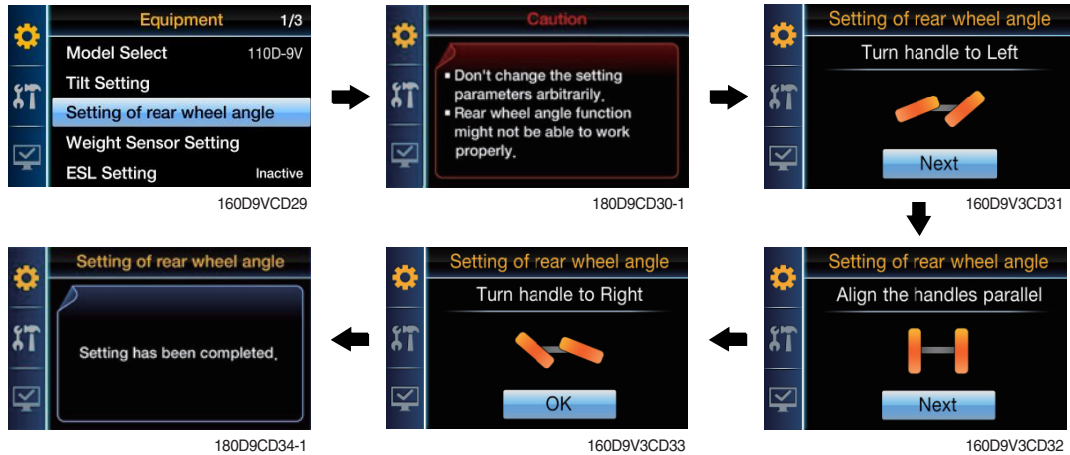 Equipment 1/3
Model Select 110D-9V
Tilt Setting
Setting of rear wheel angle
Weight Sensor Setting
ESL Setting Inactive
160D9VCD29
Caution
▪ Don't change the setting
parameters arbitrarily.
▪ Rear wheel angle function
might not be able to work
properly.
180D9CD30-1
Setting of rear wheel angle
Turn handle to Left
Next
160D9V3CD31
Setting of rear wheel angle
Align the handles parallel
Next
160D9V3CD32
Setting of rear wheel angle
Turn handle to Right
OK
160D9V3CD33
Setting of rear wheel angle
Setting has been completed.
180D9CD34-1